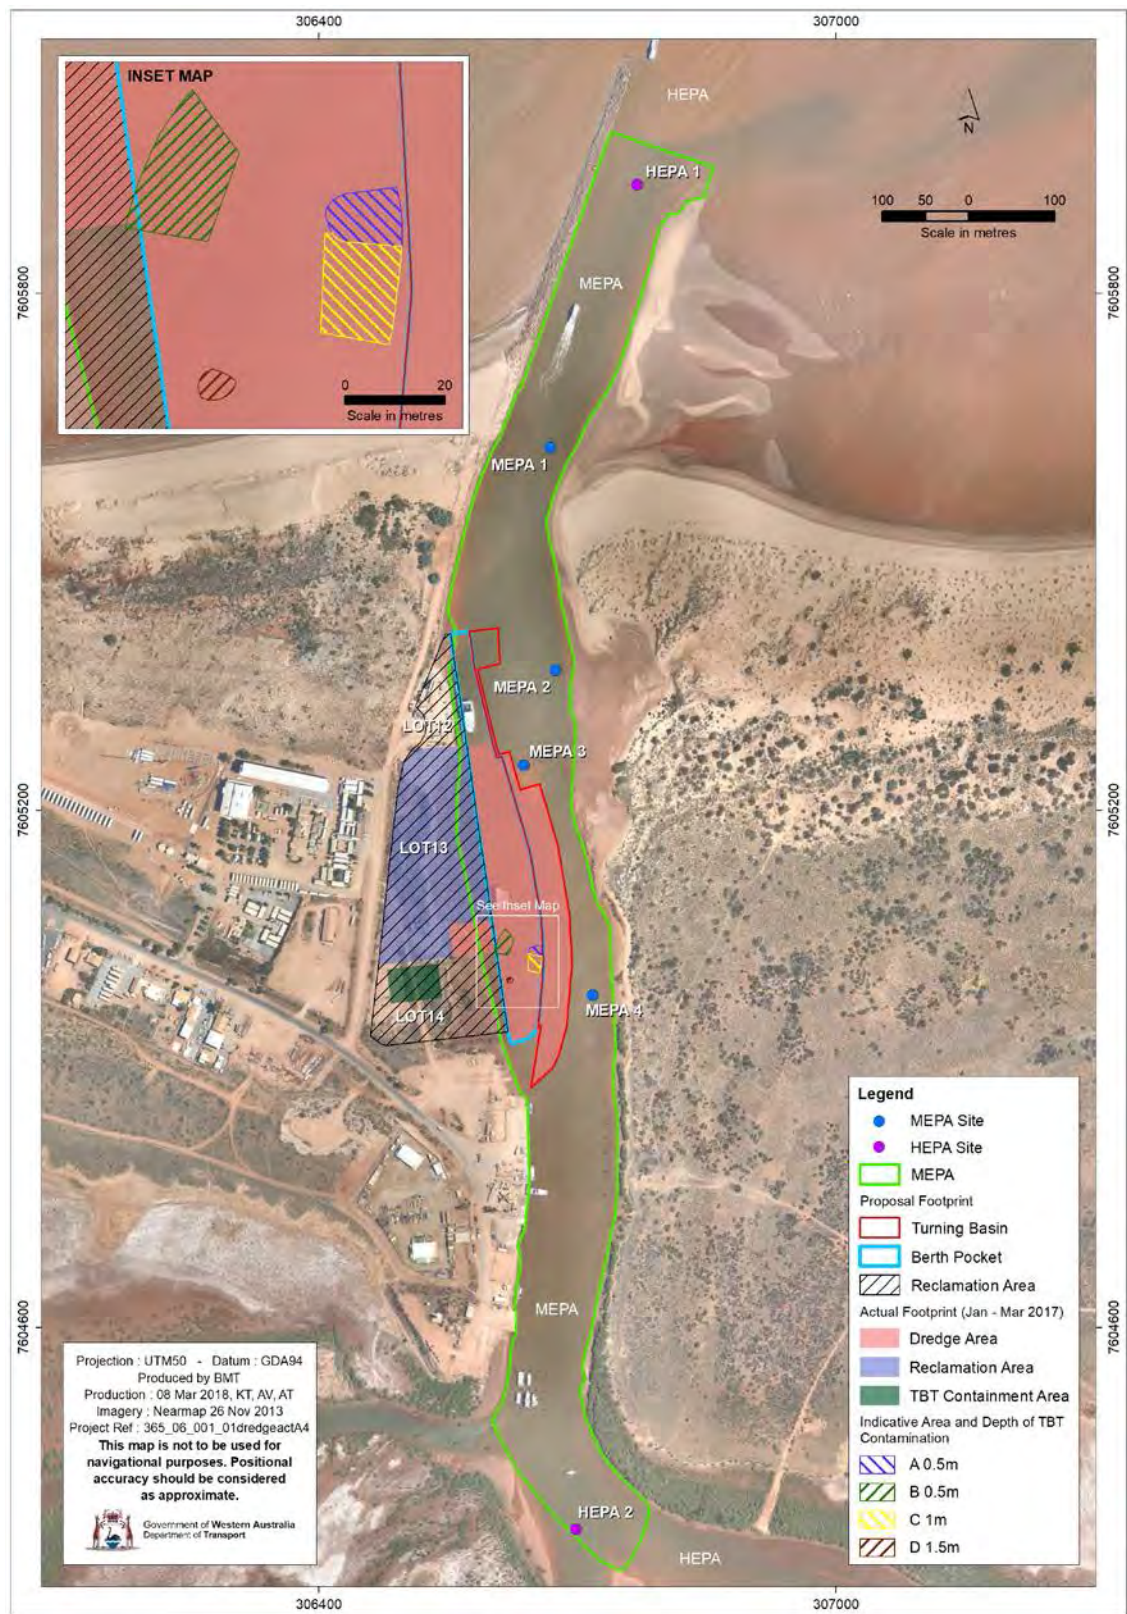 306400
307000
INSET MAP
0
20
Scale in metres
HEPA
N
HEPA 1
100 50 0 100
Scale in metres
7605800
7605800
MEPA
MEPA 1
MEPA 2
MEPA 3
LOT12
7605200
7605200
LOT13
See Inset Map
MEPA 4
LOT14
Legend
MEPA Site
HEPA Site
MEPA
Proposal Footprint
Turning Basin
Berth Pocket
Reclamation Area
Actual Footprint (Jan - Mar 2017)
Dredge Area
Reclamation Area
TBT Containment Area
Indicative Area and Depth of TBT
Contamination
A 0.5m
B 0.5m
C 1m
D 1.5m
MEPA
7604600
7604600
Projection : UTM50 - Datum : GDA94
Produced by BMT
Production : 08 Mar 2018, KT, AV, AT
Imagery : Nearmap 26 Nov 2013
Project Ref : 365_06_001_01dredgeactA4
This map is not to be used for
navigational purposes. Positional
accuracy should be considered
as approximate.
Government of Western Australia
Department of Transport
HEPA 2
HEPA
306400
307000